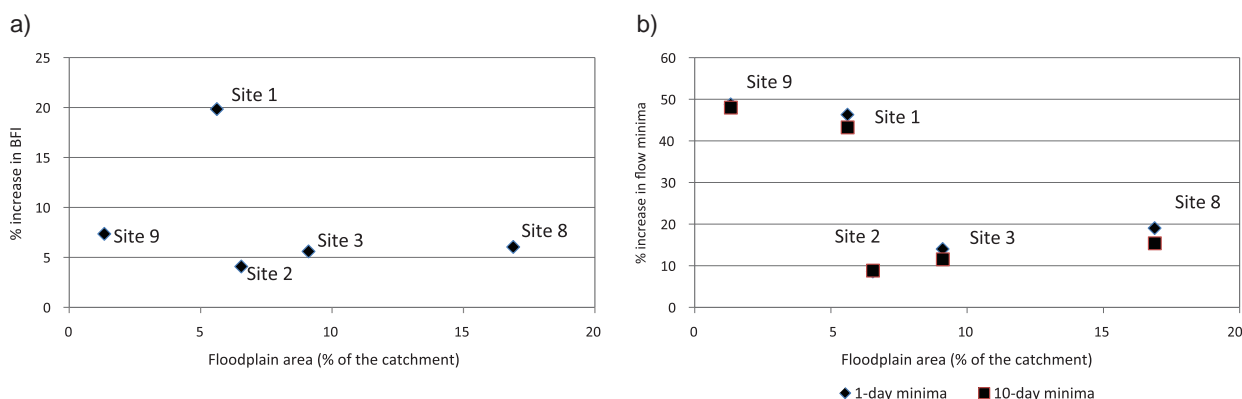 a)
25
20
15
10
5
0
% increase in BFI
Site 1
Site 9
Site 2
Site 3
Site 8
0 5 10 15 20
Floodplain area (% of the catchment)
b)
60
50
40
30
20
10
0
% increase in flow minima
Site 9
Site 1
Site 8
Site 2
Site 3
0 5 10 15 20
Floodplain area (% of the catchment)
1-day minima 10-day minima